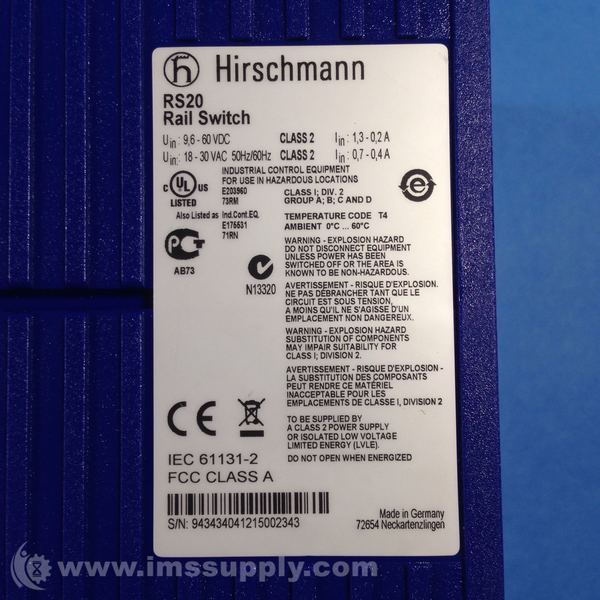 Hirschmann
RS20
Rail Switch
Uin: 9,6 - 60 VDC CLASS 2 Iin: 1,3 - 0,2 A
Uin: 18 - 30 VAC 50Hz/60Hz CLASS 2 Iin: 0,7 - 0,4 A
INDUSTRIAL CONTROL EQUIPMENT
FOR USE IN HAZARDOUS LOCATIONS
C UL US LISTED
E203960
73RM
CLASS I; DIV. 2
GROUP A; B; C AND D
Also Listed as Ind.Cont.EQ.
E175531
71RN
TEMPERATURE CODE T4
AMBIENT 0°C ... 60°C
AB73
N13320
WARNING - EXPLOSION HAZARD
DO NOT DISCONNECT EQUIPMENT
UNLESS POWER HAS BEEN
SWITCHED OFF OR THE AREA IS
KNOWN TO BE NON-HAZARDOUS.
AVERTISSEMENT - RISQUE D'EXPLOSION.
NE PAS DÉBRANCHER TANT QUE LE
CIRCUIT EST SOUS TENSION,
A MOINS QU'IL NE S'AGISSE D'UN
EMPLACEMENT NON DANGEREUX.
WARNING - EXPLOSION HAZARD
SUBSTITUTION OF COMPONENTS
MAY IMPAIR SUITABILITY FOR
CLASS I; DIVISION 2.
AVERTISSEMENT - RISQUE D'EXPLOSION.
- LA SUBSTITUTION DES COMPOSANTS
PEUT RENDRE CE MATÉRIEL
INACCEPTABLE POUR LES
EMPLACEMENTS DE CLASSE I, DIVISION 2
CE
TO BE SUPPLIED BY
A CLASS 2 POWER SUPPLY
OR ISOLATED LOW VOLTAGE
LIMITED ENERGY (LVLE).
DO NOT OPEN WHEN ENERGIZED
IEC 61131-2
FCC CLASS A
S/N: 943434041215002343
Made in Germany
72654 Neckartenzlingen
www.imssupply.com